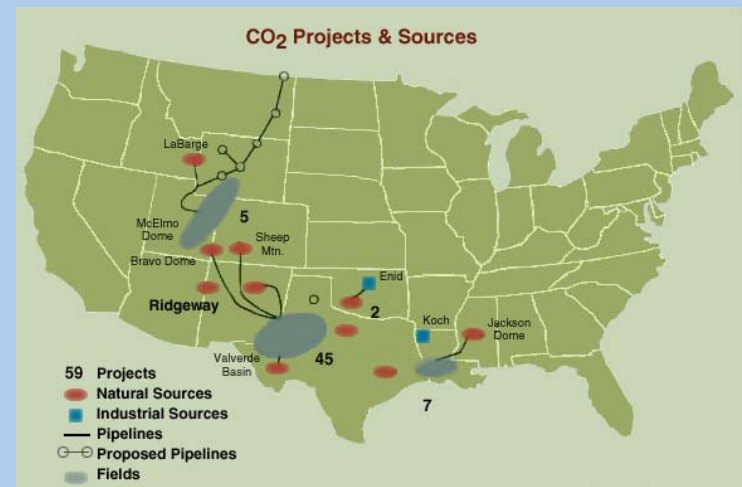 CO2 Projects & Sources
LaBarge
McElmo
Dome
5
Sheep
Mtn.
Bravo Dome
Ridgeway
Enid
2
Koch
Jackson
Dome
Valverde
Basin
45
7
59 Projects
Natural Sources
Industrial Sources
Pipelines
Proposed Pipelines
Fields